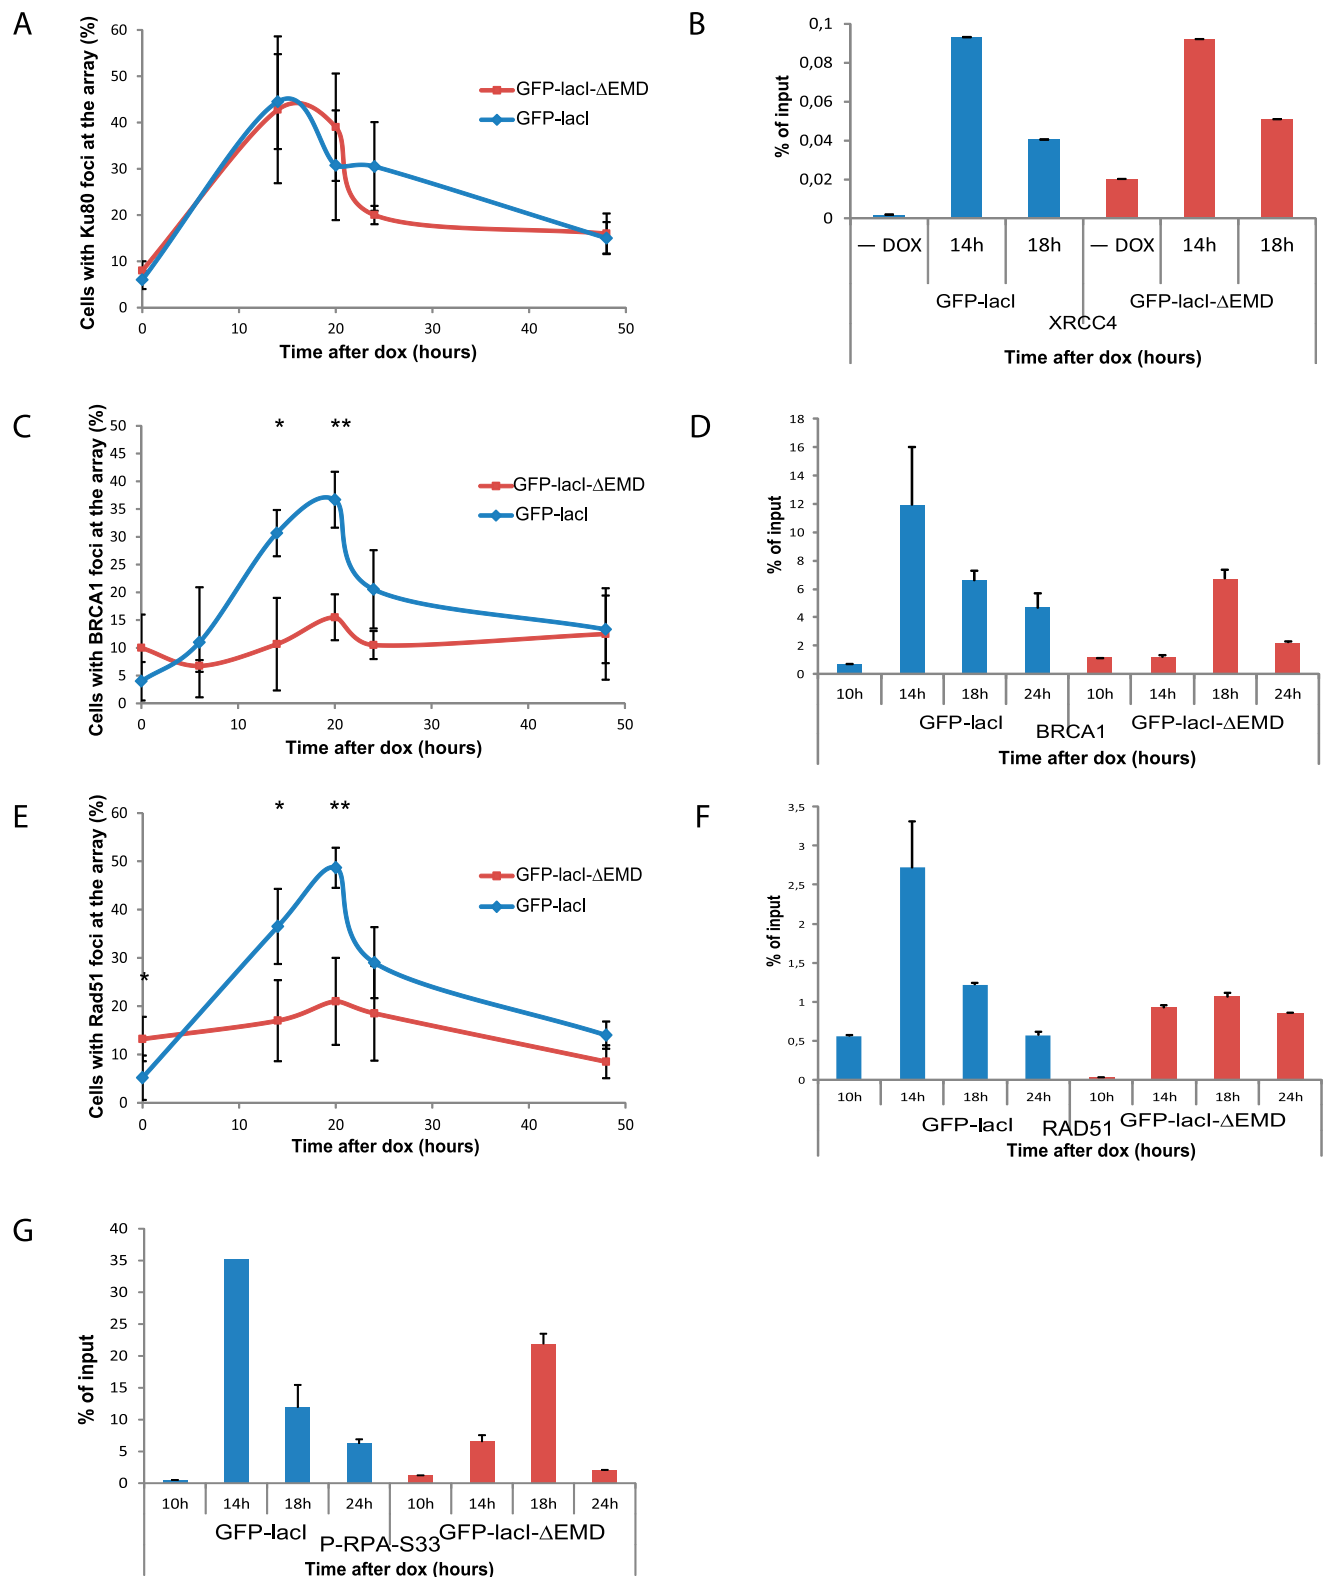 A
Cells with Ku80 foci at the array (%)
60
50
40
30
20
10
0
0 10 20 30 40 50
Time after dox (hours)
GFP-lacI-ΔEMD
GFP-lacI
B
% of input
0,1
0,08
0,06
0,04
0,02
0
— DOX 14h 18h — DOX 14h 18h
GFP-lacI GFP-lacI-ΔEMD
XRCC4
Time after dox (hours)
C
Cells with BRCA1 foci at the array (%)
* **
50
45
40
35
30
25
20
15
10
5
0
0 10 20 30 40 50
Time after dox (hours)
GFP-lacI-ΔEMD
GFP-lacI
D
% of input
18
16
14
12
10
8
6
4
2
0
10h 14h 18h 24h 10h 14h 18h 24h
GFP-lacI GFP-lacI-ΔEMD
BRCA1
Time after dox (hours)
E
Cells with Rad51 foci at the array (%)
* **
*
60
50
40
30
20
10
0
0 10 20 30 40 50
Time after dox (hours)
GFP-lacI-ΔEMD
GFP-lacI
F
% of input
3,5
3
2,5
2
1,5
1
0,5
0
10h 14h 18h 24h 10h 14h 18h 24h
GFP-lacI GFP-lacI-ΔEMD
RAD51
Time after dox (hours)
G
% of input
40
35
30
25
20
15
10
5
0
10h 14h 18h 24h 10h 14h 18h 24h
GFP-lacI GFP-lacI-ΔEMD
P-RPA-S33
Time after dox (hours)